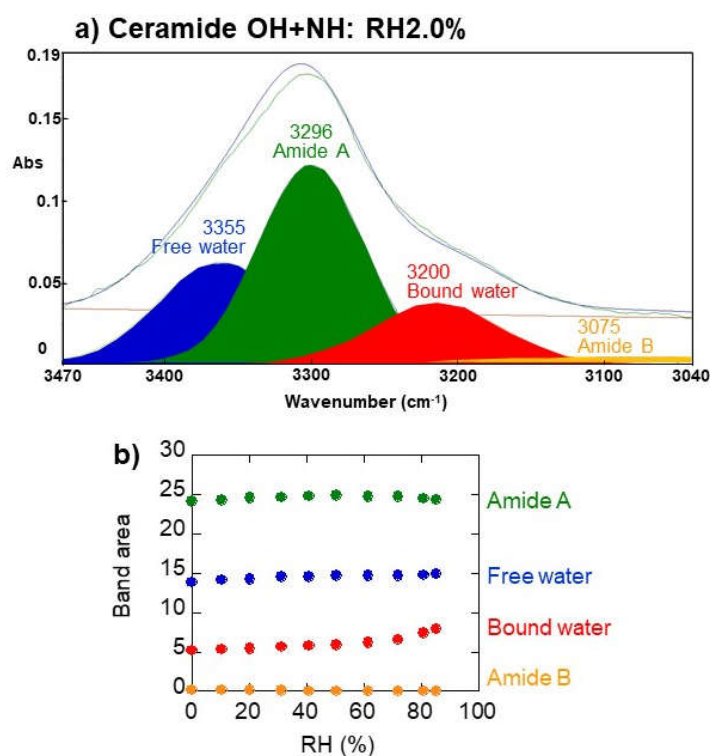 a) Ceramide OH+NH: RH2.0%
0.19
0.15
Abs
0.1
0.05
0
3296
Amide A
3355
Free water
3200
Bound water
3075
Amide B
3470
3400
3300
3200
3100
3040
Wavenumber (cm⁻¹)
b)
30
25
20
15
10
5
0
Band area
Amide A
Free water
Bound water
Amide B
0 20 40 60 80 100
RH (%)